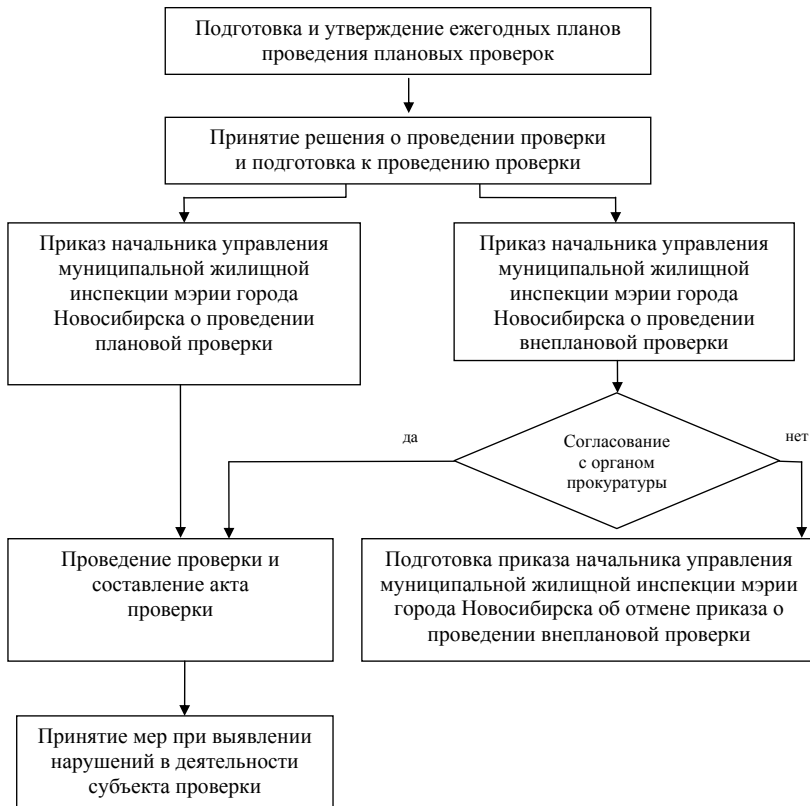 Подготовка и утверждение ежегодных планов
проведения плановых проверок
Принятие решения о проведении проверки
и подготовка к проведению проверки
Приказ начальника управления
муниципальной жилищной
инспекции мэрии города
Новосибирска о проведении
плановой проверки
Приказ начальника управления
муниципальной жилищной
инспекции мэрии города
Новосибирска о проведении
внеплановой проверки
да
Согласование
с органом
прокуратуры
нет
Проведение проверки и
составление акта
проверки
Подготовка приказа начальника управления
муниципальной жилищной инспекции мэрии
города Новосибирска об отмене приказа о
проведении внеплановой проверки
Принятие мер при выявлении
нарушений в деятельности
субъекта проверки